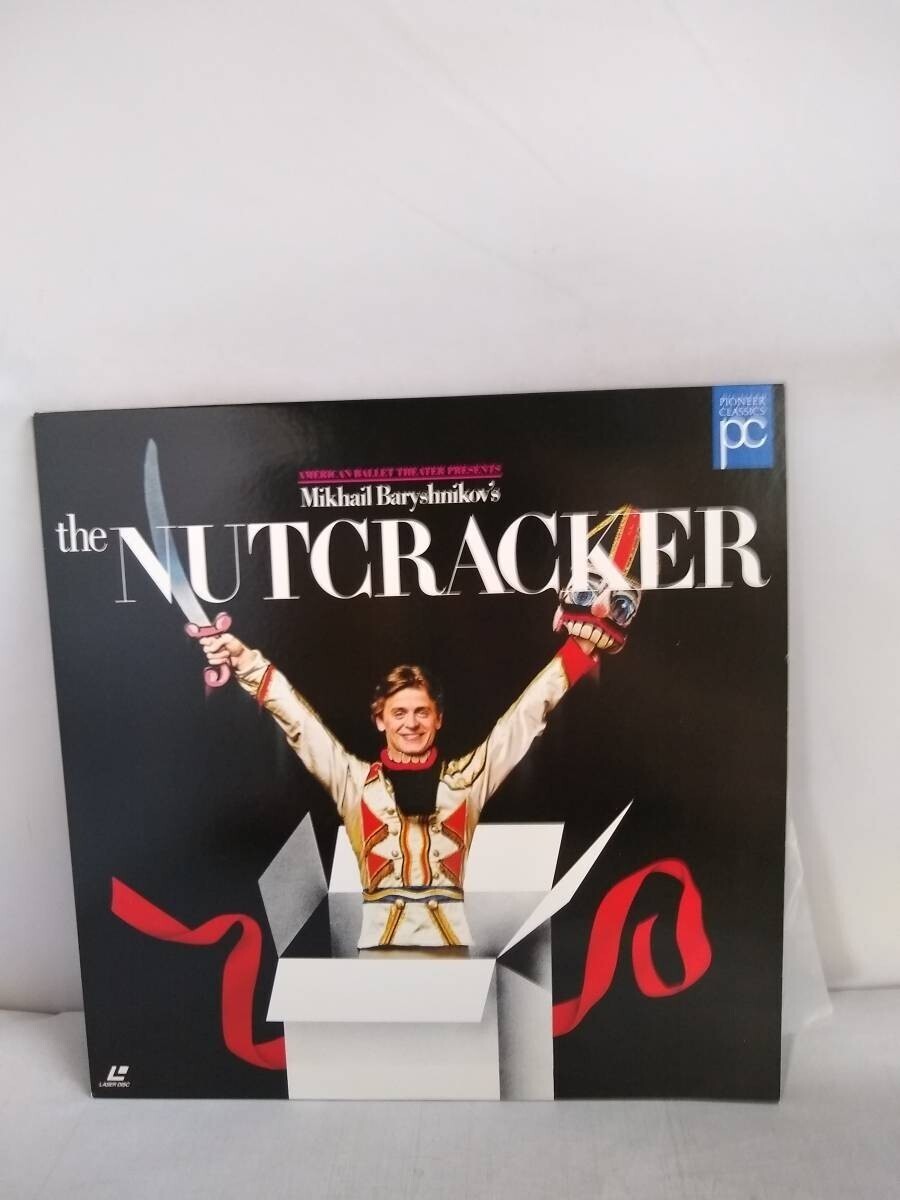 PIONEER
CLASSICS
pc
AMERICAN BALLET THEATER PRESENTS
Mikhail Baryshnikov's
the NUTCRACKER
LASER DISC